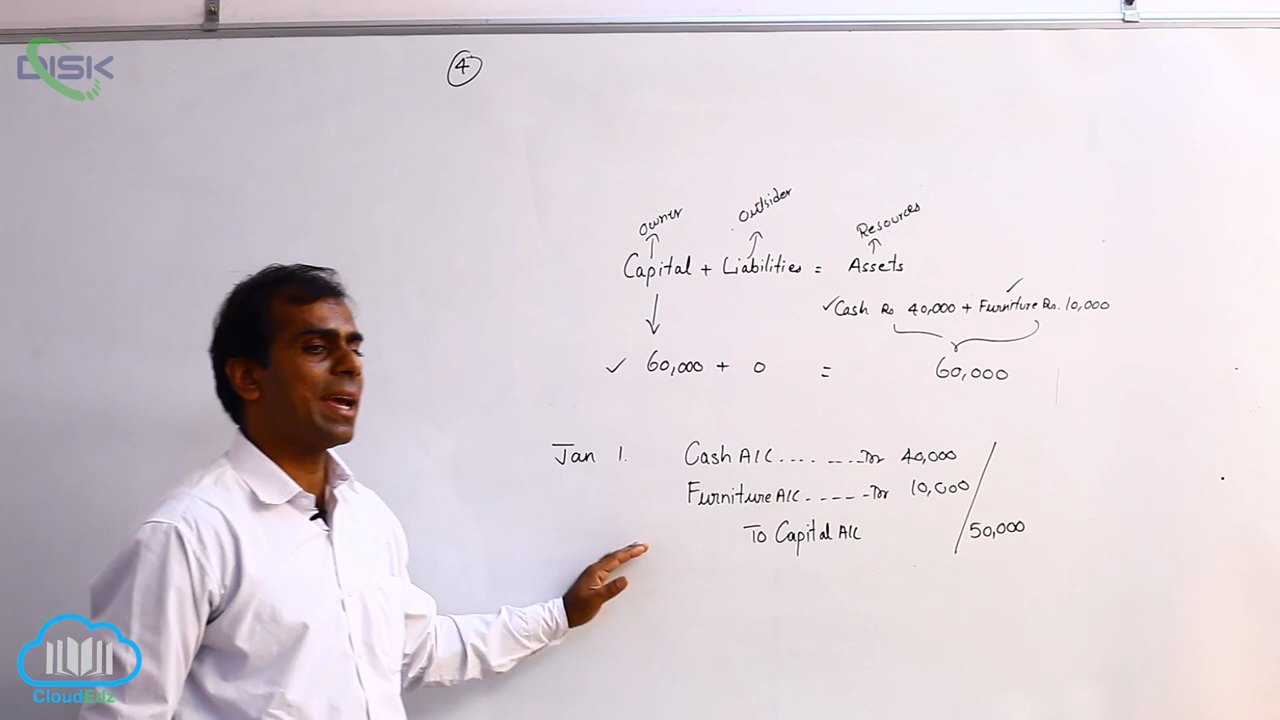 DISK
4
Owner Outsider Resources
Capital + Liabilities = Assets
✓Cash Rs 40,000 + Furniture Rs. 10,000 ✓
✓ 60,000 + 0 = 60,000
Jan 1. Cash A/C.... ...Dr 40,000
Furniture A/C.----Dr 10,000
To Capital A/C 50,000
CloudEdz